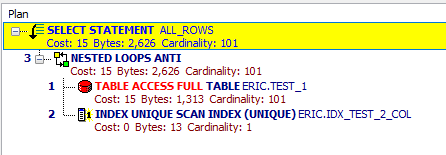 Plan
SELECT STATEMENT ALL_ROWS
Cost: 15 Bytes: 2,626 Cardinality: 101
3 NESTED LOOPS ANTI
Cost: 15 Bytes: 2,626 Cardinality: 101
1 TABLE ACCESS FULL TABLE ERIC.TEST_1
Cost: 15 Bytes: 1,313 Cardinality: 101
2 INDEX UNIQUE SCAN INDEX (UNIQUE) ERIC.IDX_TEST_2_COL
Cost: 0 Bytes: 13 Cardinality: 1